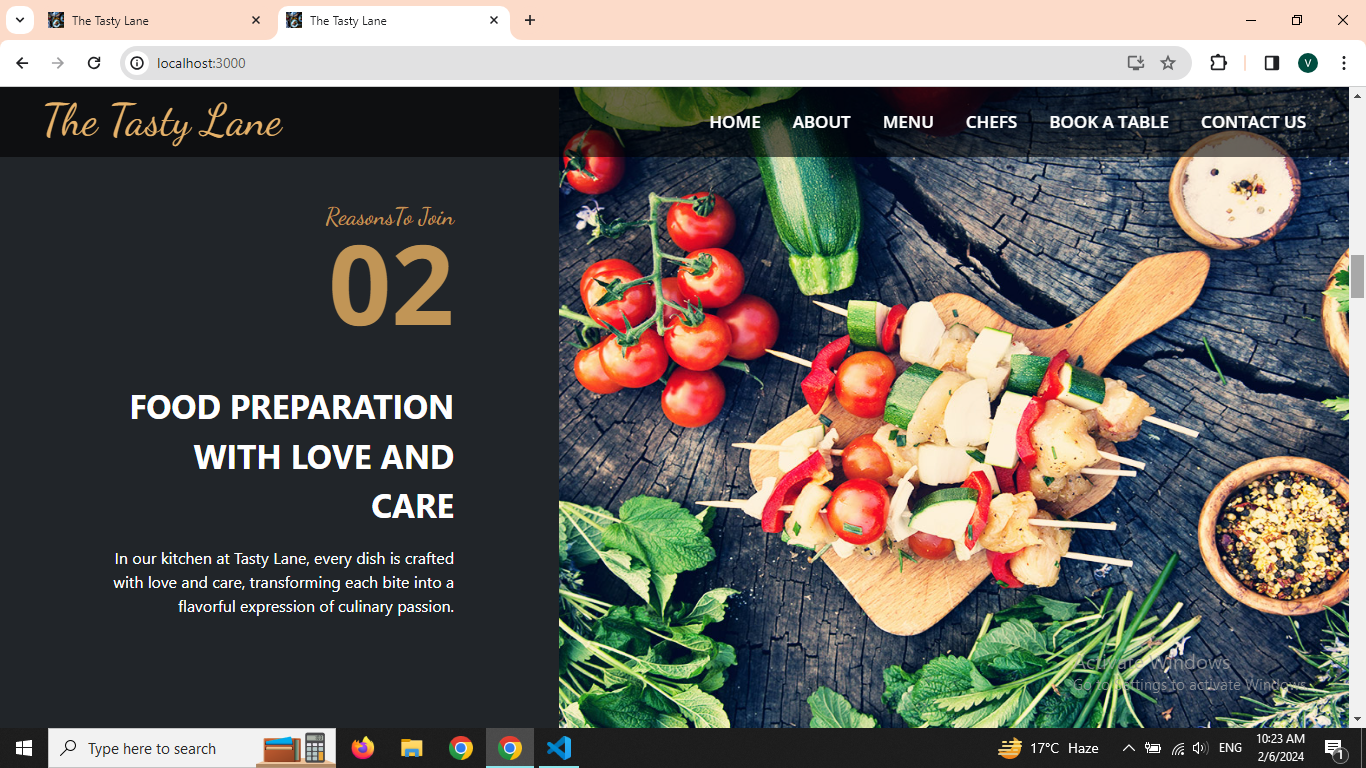 The Tasty Lane
The Tasty Lane
localhost:3000
V
The Tasty Lane
HOME ABOUT MENU CHEFS BOOK A TABLE CONTACT US
ReasonsTo Join
02
FOOD PREPARATION
WITH LOVE AND
CARE
In our kitchen at Tasty Lane, every dish is crafted
with love and care, transforming each bite into a
flavorful expression of culinary passion.
Activate Windows
Go to Settings to activate Windows.
Type here to search
17°C Haze
ENG
10:23 AM
2/6/2024
1